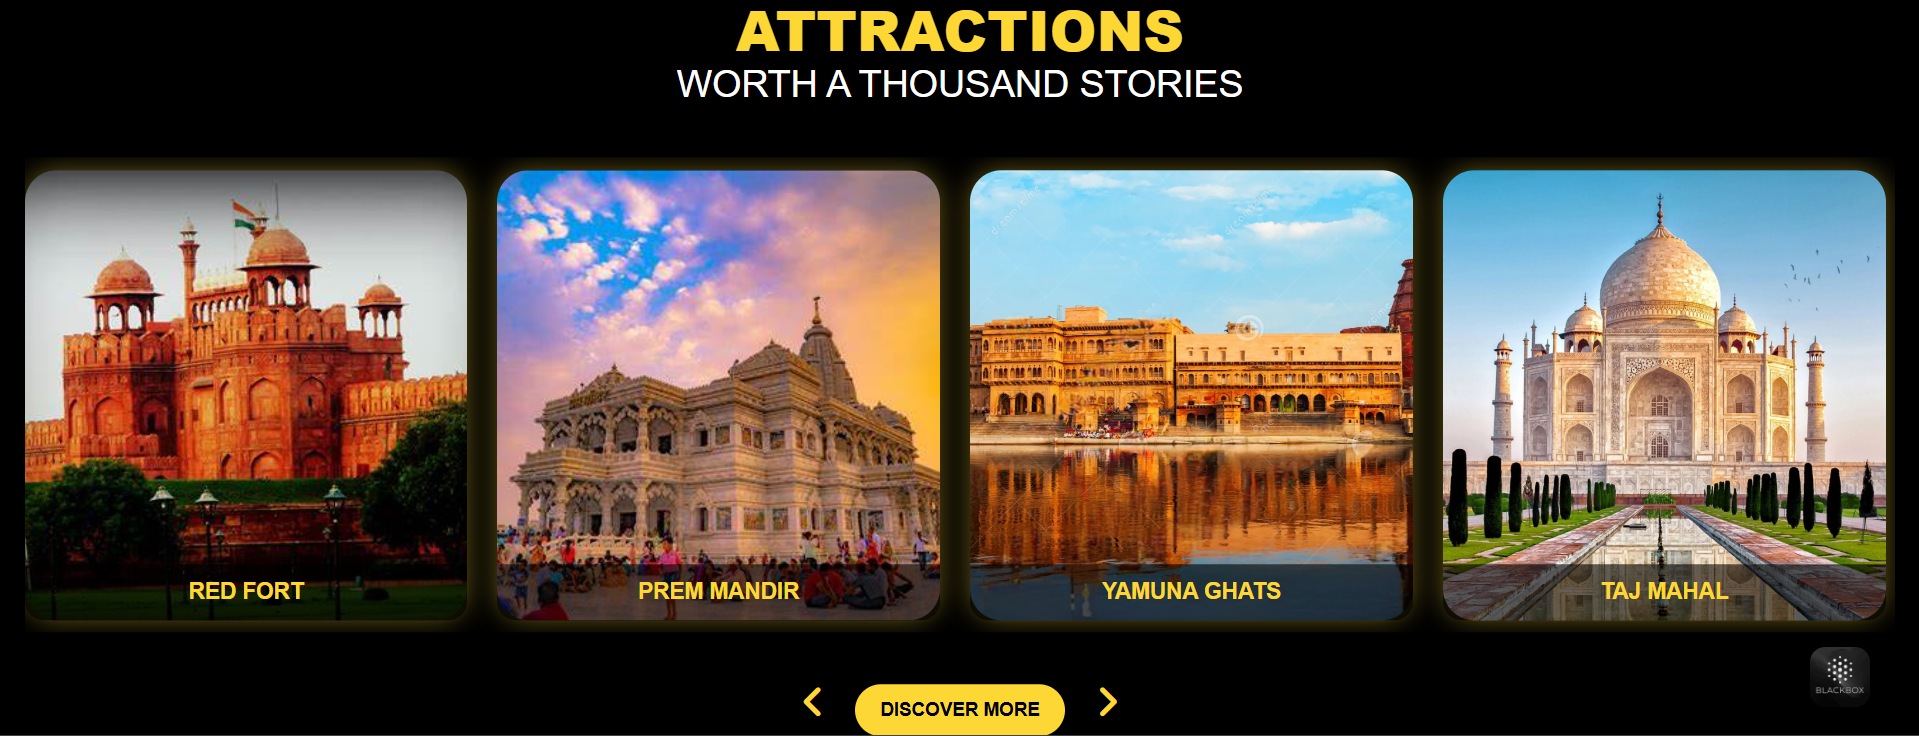 ATTRACTIONS
WORTH A THOUSAND STORIES
RED FORT
PREM MANDIR
YAMUNA GHATS
TAJ MAHAL
BLACKBOX
DISCOVER MORE